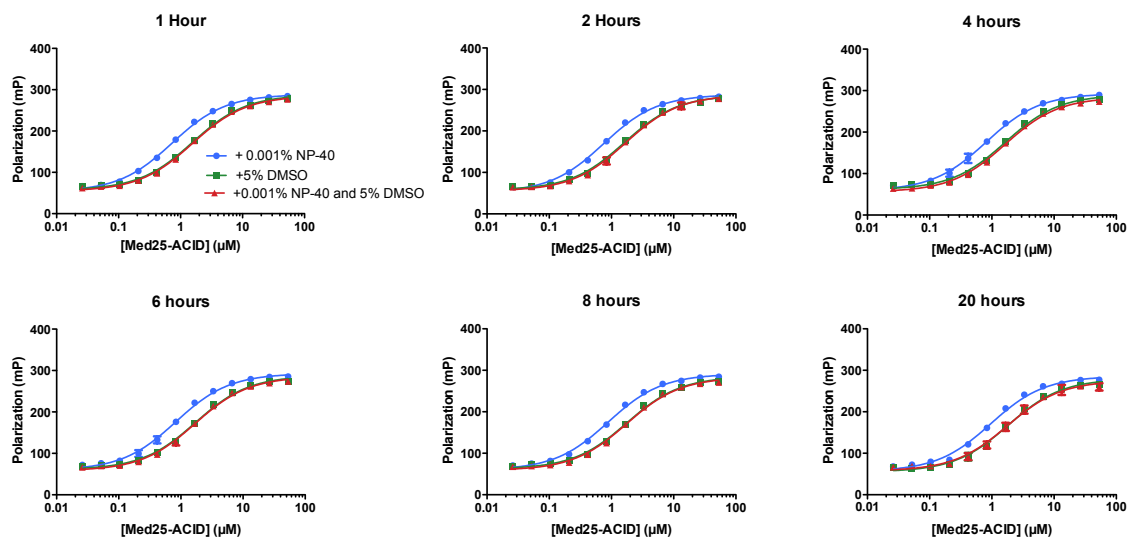 1 Hour
Polarization (mP)
400
300
200
100
0
0.01 0.1 1 10 100
[Med25-ACID] (µM)
+ 0.001% NP-40
+5% DMSO
+0.001% NP-40 and 5% DMSO
2 Hours
Polarization (mP)
400
300
200
100
0
0.01 0.1 1 10 100
[Med25-ACID] (µM)
4 hours
Polarization (mP)
400
300
200
100
0
0.01 0.1 1 10 100
[Med25-ACID] (µM)
6 hours
Polarization (mP)
400
300
200
100
0
0.01 0.1 1 10 100
[Med25-ACID] (µM)
8 hours
Polarization (mP)
400
300
200
100
0
0.01 0.1 1 10 100
[Med25-ACID] (µM)
20 hours
Polarization (mP)
400
300
200
100
0
0.01 0.1 1 10 100
[Med25-ACID] (µM)